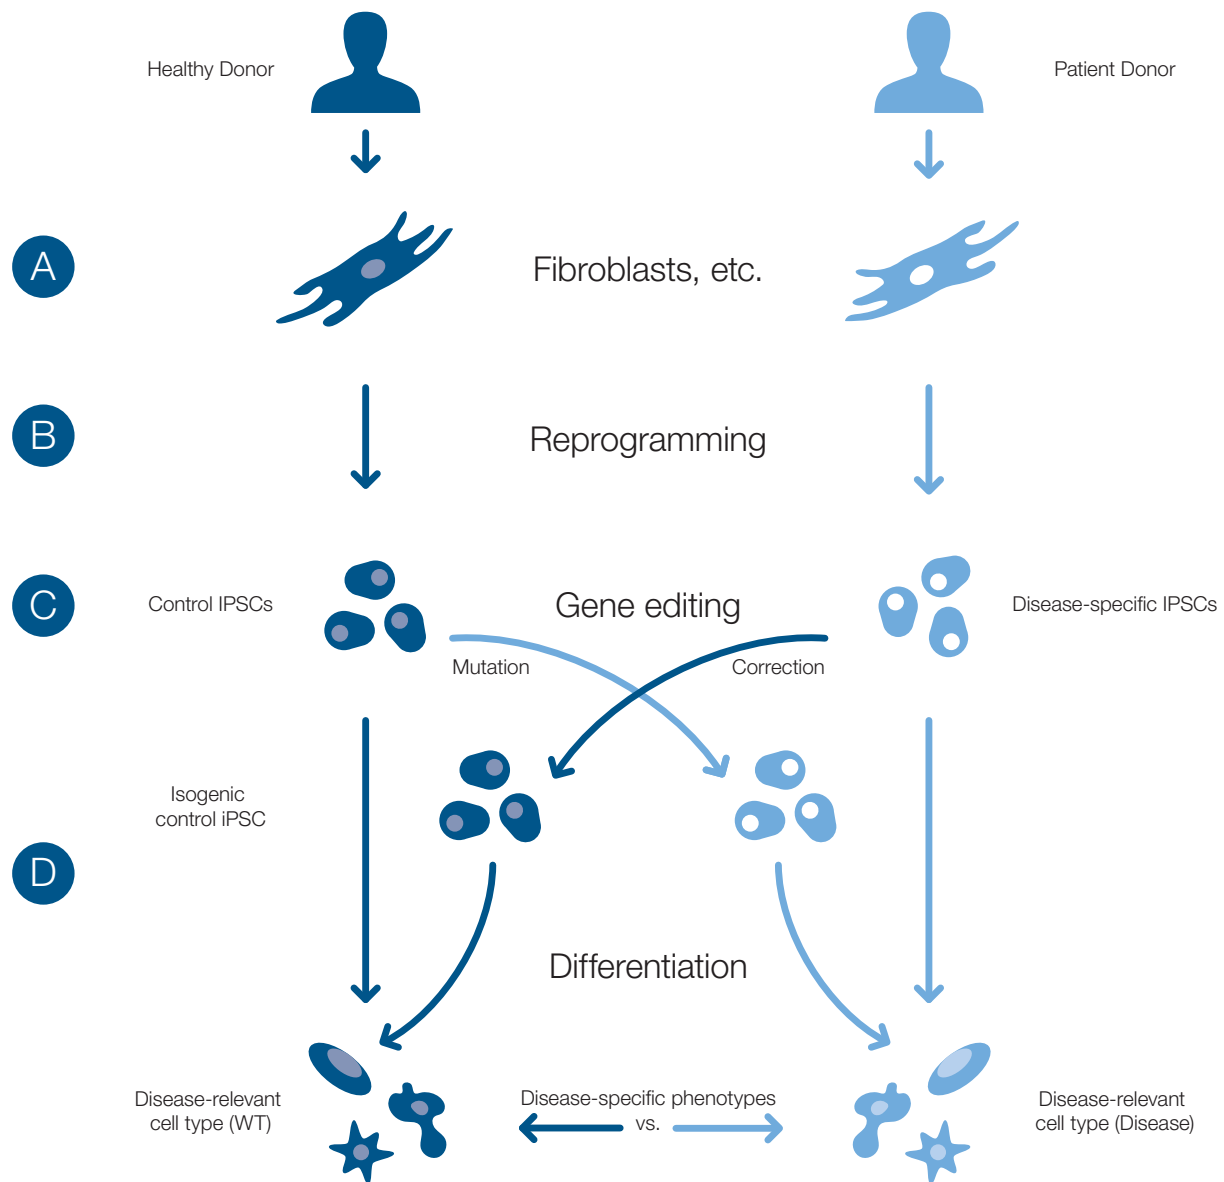 Healthy Donor
Patient Donor
A
Fibroblasts, etc.
B
Reprogramming
C
Control IPSCs
Gene editing
Disease-specific IPSCs
Mutation
Correction
Isogenic
control iPSC
D
Differentiation
Disease-relevant
cell type (WT)
Disease-specific phenotypes
vs.
Disease-relevant
cell type (Disease)